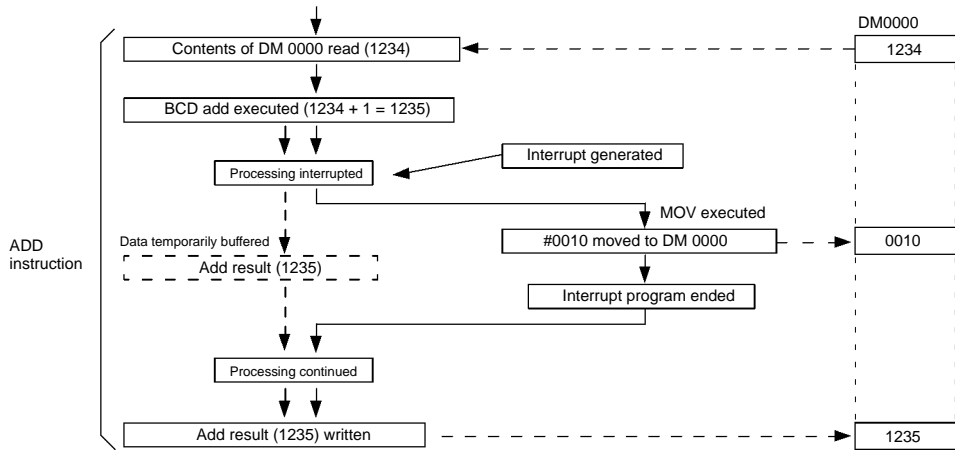 DM0000
Contents of DM 0000 read (1234)
1234
BCD add executed (1234 + 1 = 1235)
Interrupt generated
Processing interrupted
MOV executed
Data temporarily buffered
#0010 moved to DM 0000
0010
ADD
instruction
Add result (1235)
Interrupt program ended
Processing continued
Add result (1235) written
1235